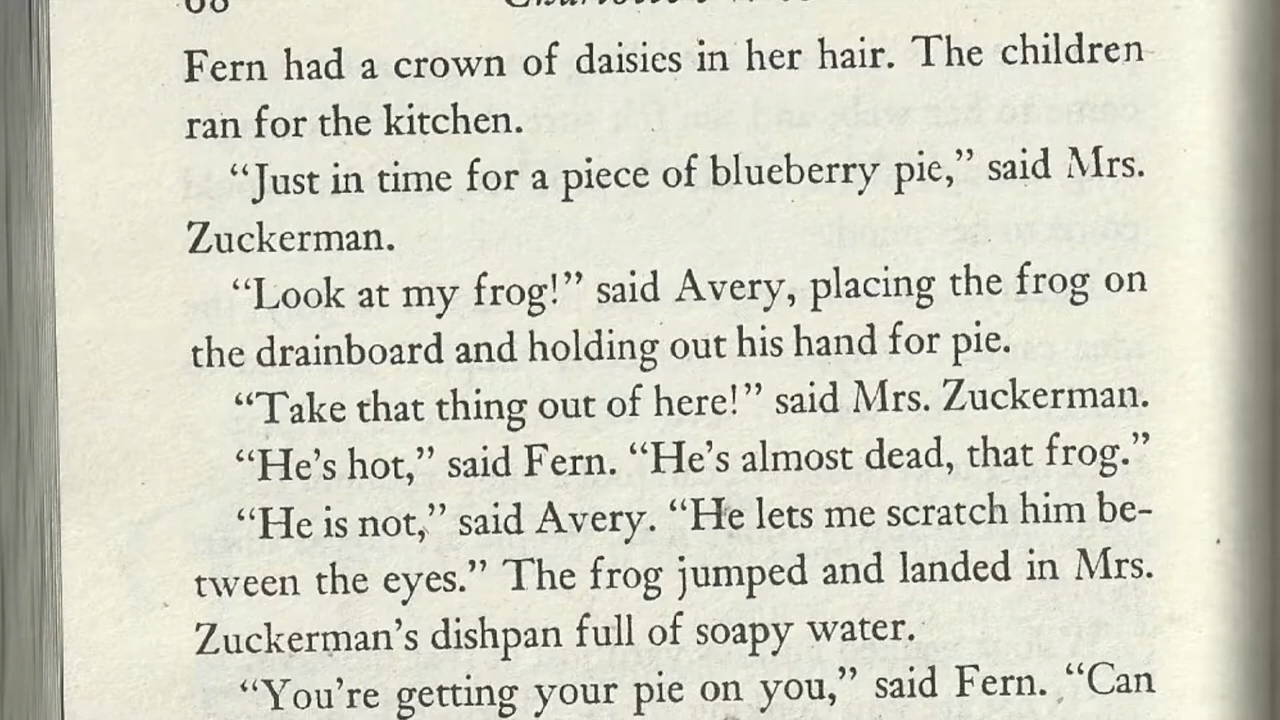 68
Fern had a crown of daisies in her hair. The children
ran for the kitchen.
“Just in time for a piece of blueberry pie,” said Mrs.
Zuckerman.
“Look at my frog!” said Avery, placing the frog on
the drainboard and holding out his hand for pie.
“Take that thing out of here!” said Mrs. Zuckerman.
“He’s hot,” said Fern. “He’s almost dead, that frog.”
“He is not,” said Avery. “He lets me scratch him be-
tween the eyes.” The frog jumped and landed in Mrs.
Zuckerman’s dishpan full of soapy water.
“You’re getting your pie on you,” said Fern. “Can